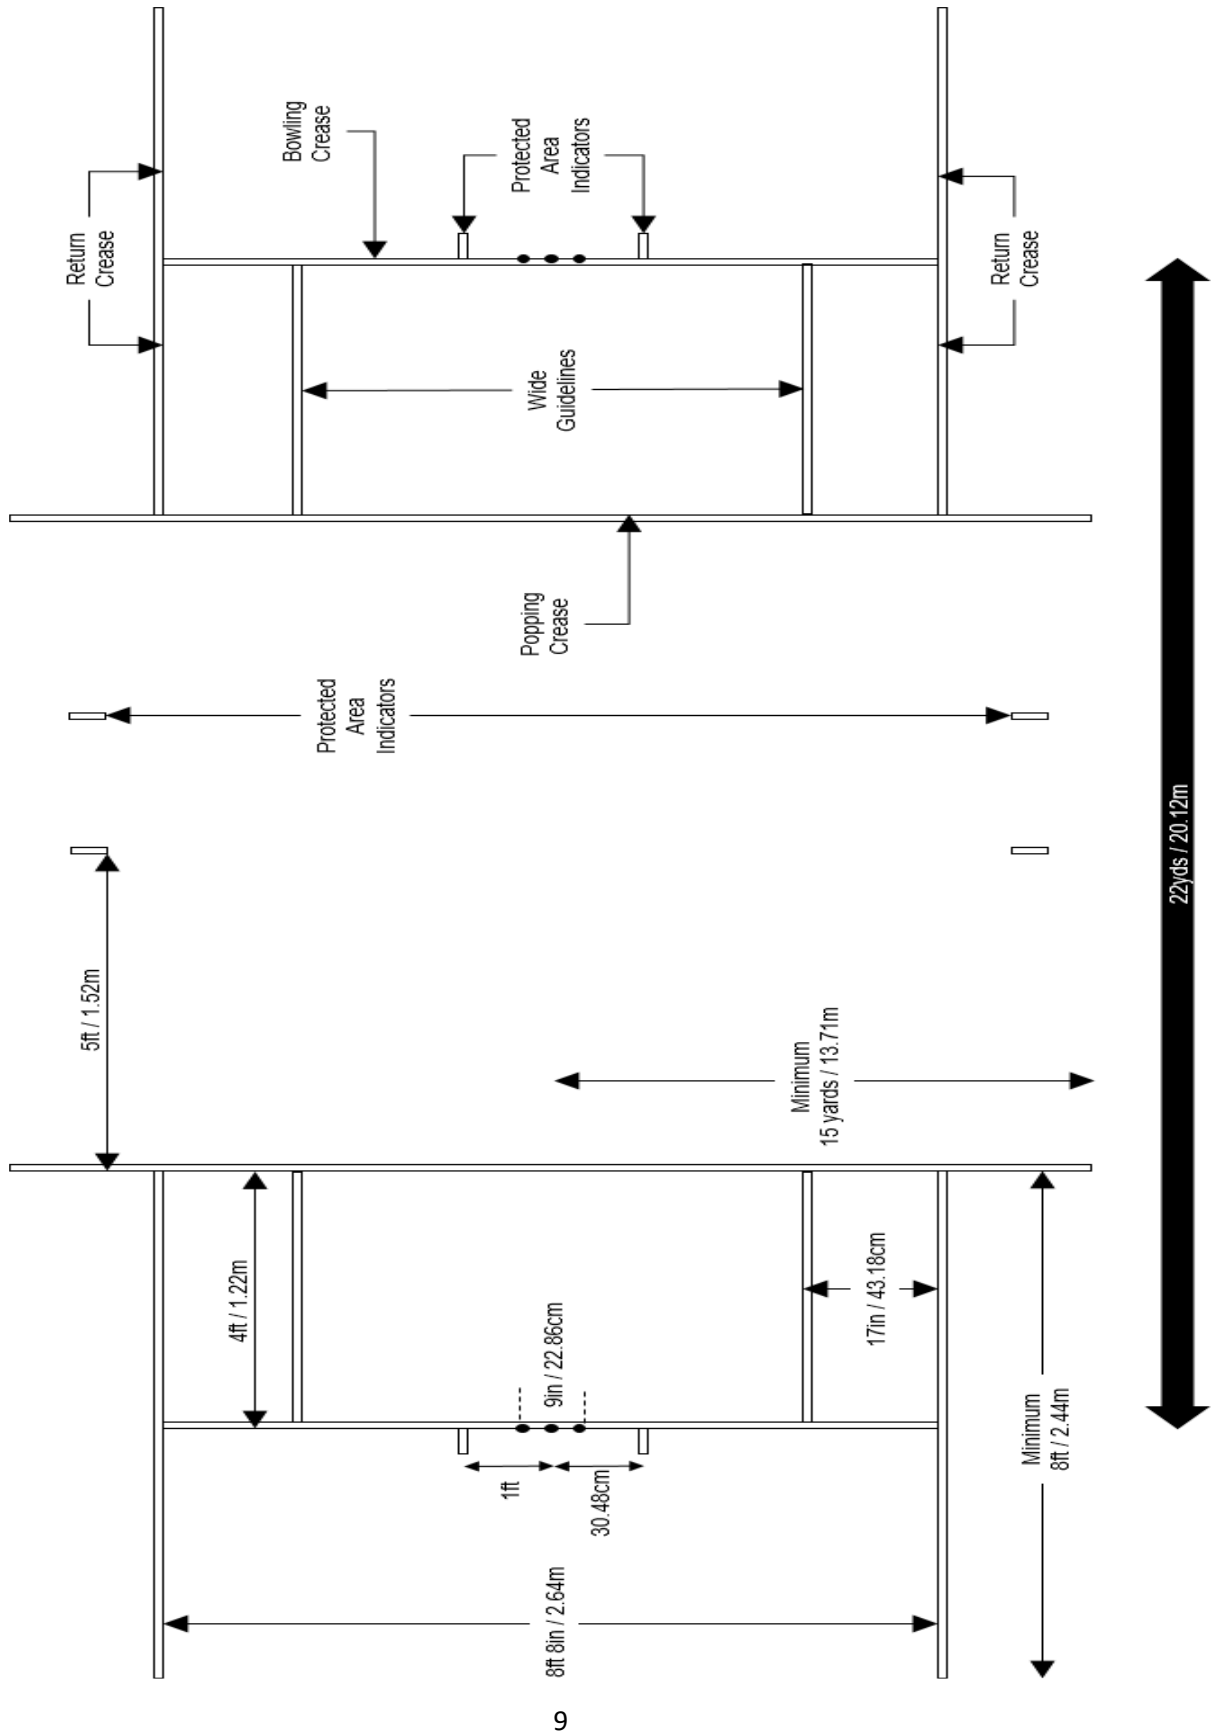 Return
Crease
Bowling
Crease
Protected
Area
Indicators
Return
Crease
Wide
Guidelines
Popping
Crease
Protected
Area
Indicators
22yds / 20.12m
5ft / 1.52m
Minimum
15 yards / 13.71m
4ft / 1.22m
17in / 43.18cm
9in / 22.86cm
1ft
30.48cm
Minimum
8ft / 2.44m
8ft 8in / 2.64m
9